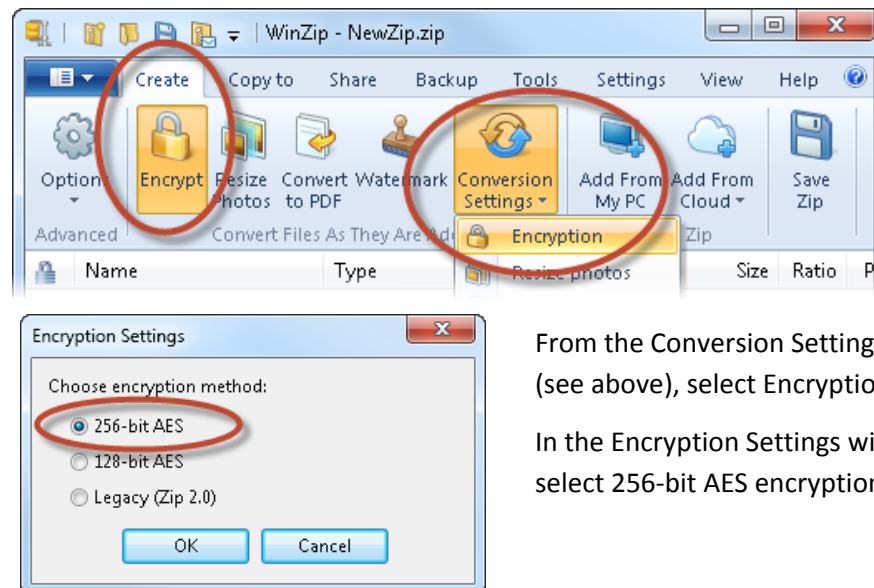 WinZip - NewZip.zip
Create Copy to Share Backup Tools Settings View Help
Options Encrypt Resize Photos Convert to PDF Watermark Conversion Settings Add From My PC Add From Cloud Save Zip
Advanced Convert Files As They Are Zip
Encryption
Name Type Size Ratio P
Resize photos
Encryption Settings
Choose encryption method:
256-bit AES
128-bit AES
Legacy (Zip 2.0)
OK Cancel
From the Conversion Setting
(see above), select Encryptio
In the Encryption Settings wi
select 256-bit AES encryption